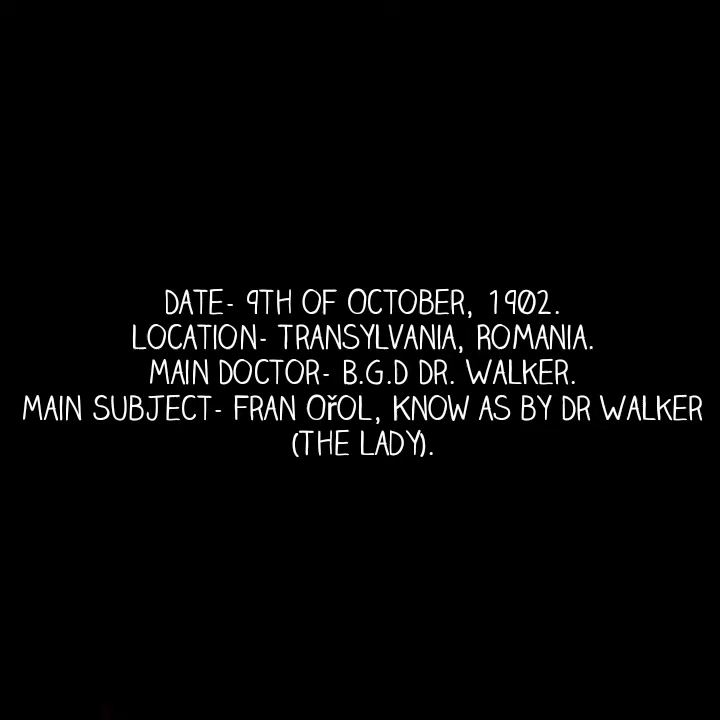 DATE- 9TH OF OCTOBER, 1902.
LOCATION- TRANSYLVANIA, ROMANIA.
MAIN DOCTOR- B.G.D DR. WALKER.
MAIN SUBJECT- FRAN OřOL, KNOW AS BY DR WALKER
(THE LADY).